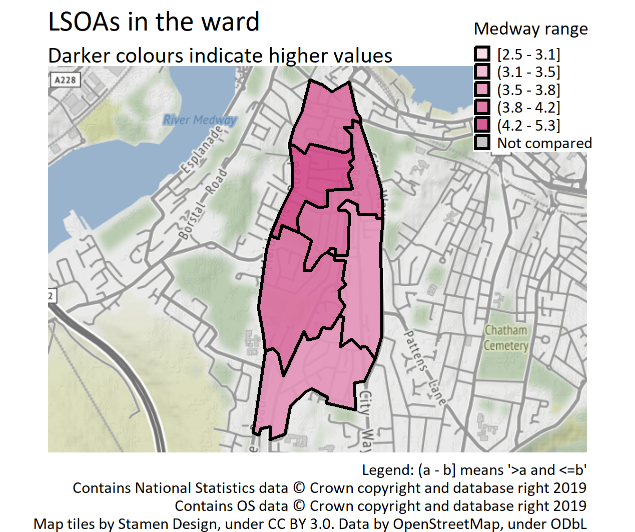 LSOAs in the ward
Darker colours indicate higher values
Medway range
[2.5 - 3.1]
(3.1 - 3.5]
(3.5 - 3.8]
(3.8 - 4.2]
(4.2 - 5.3]
Not compared
A228
River Medway
Esplanade
Borstal - Road
2
Chatham
Cemetery
Pattens - Lane
City - Wa
Legend: (a - b] means '>a and <=b'
Contains National Statistics data © Crown copyright and database right 2019
Contains OS data © Crown copyright and database right 2019
Map tiles by Stamen Design, under CC BY 3.0. Data by OpenStreetMap, under ODbL